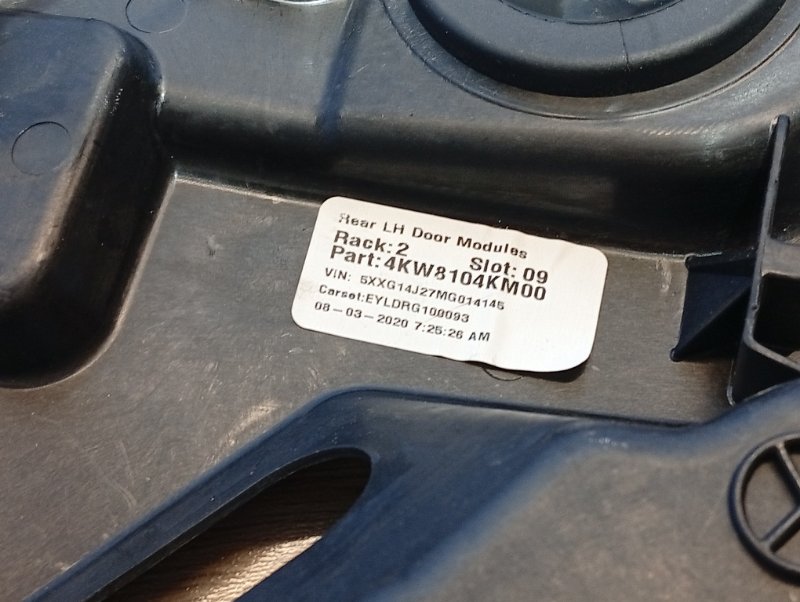 Rear LH Door Modules
Rack: 2 Slot: 09
Part: 4KW8104KM00
VIN: 5XXG14J27MG014145
Carset: EYLDRG100093
08-03-2020 7:25:26 AM